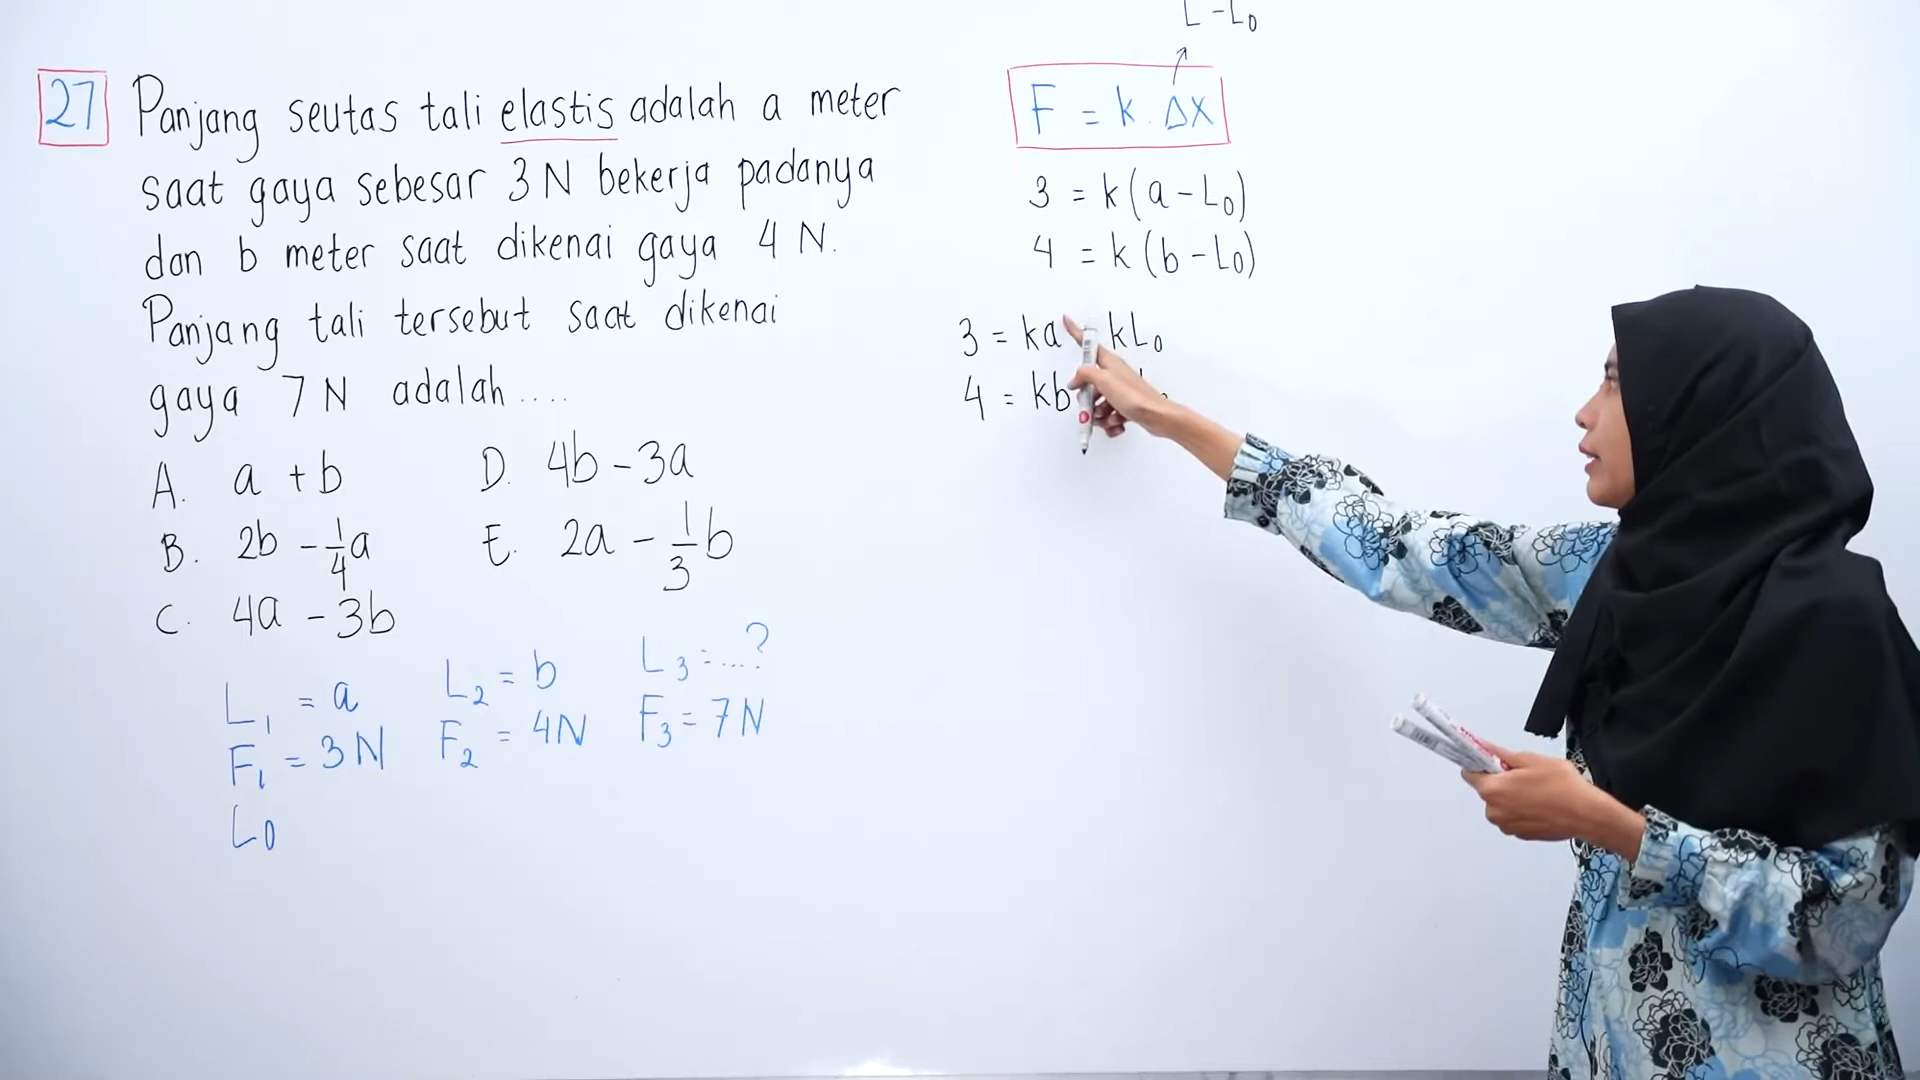 27 Panjang seutas tali elastis adalah a meter
saat gaya sebesar 3 N bekerja padanya
dan b meter saat dikenai gaya 4 N.
Panjang tali tersebut saat dikenai
gaya 7 N adalah ....
A. a + b
B. 2b - 1/4 a
C. 4a - 3b
D. 4b - 3a
E. 2a - 1/3 b
L₁ = a
F₁ = 3 N
L₀
L₂ = b
F₂ = 4N
L₃ = ...?
F₃ = 7 N
L - L₀
F = k . Δx
3 = k (a - L₀)
4 = k (b - L₀)
3 = ka kL₀
4 = kb